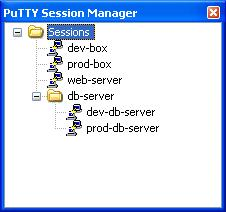 PuTTY Session Manager
Sessions
dev-box
prod-box
web-server
db-server
dev-db-server
prod-db-server